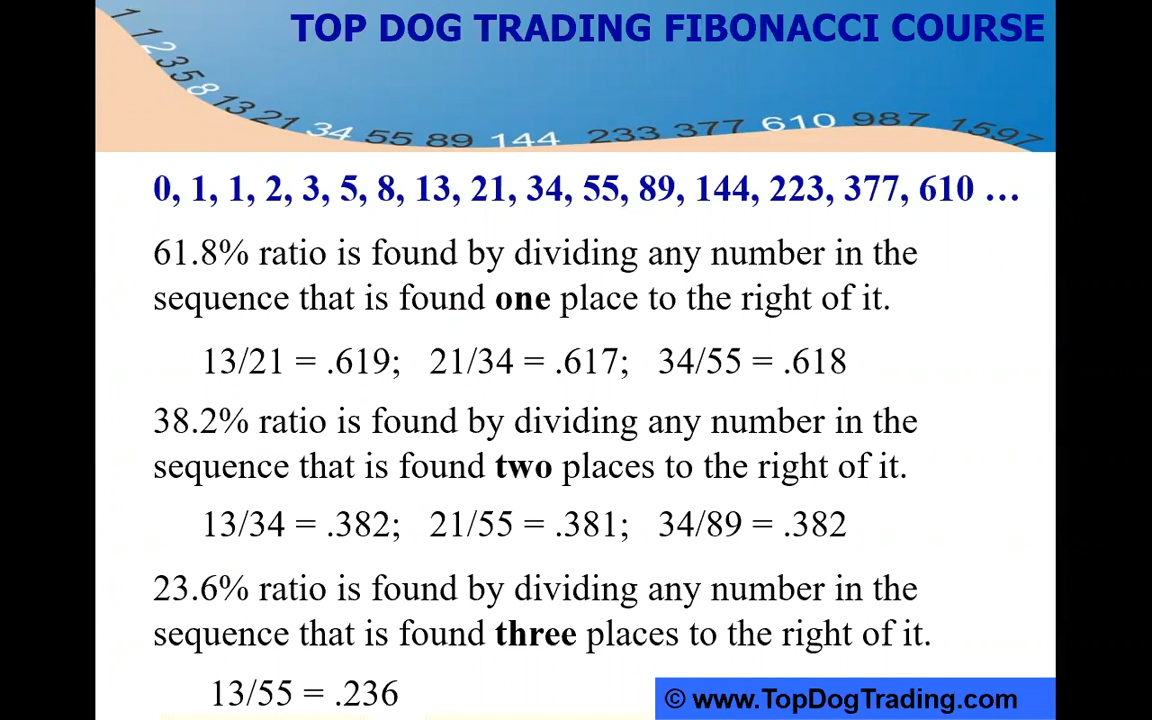 TOP DOG TRADING FIBONACCI COURSE
1 1 2 3 5 8 13 21 34 55 89 144 233 377 610 987 1597
0, 1, 1, 2, 3, 5, 8, 13, 21, 34, 55, 89, 144, 223, 377, 610 …
61.8% ratio is found by dividing any number in the
sequence that is found one place to the right of it.
13/21 = .619; 21/34 = .617; 34/55 = .618
38.2% ratio is found by dividing any number in the
sequence that is found two places to the right of it.
13/34 = .382; 21/55 = .381; 34/89 = .382
23.6% ratio is found by dividing any number in the
sequence that is found three places to the right of it.
13/55 = .236
© www.TopDogTrading.com